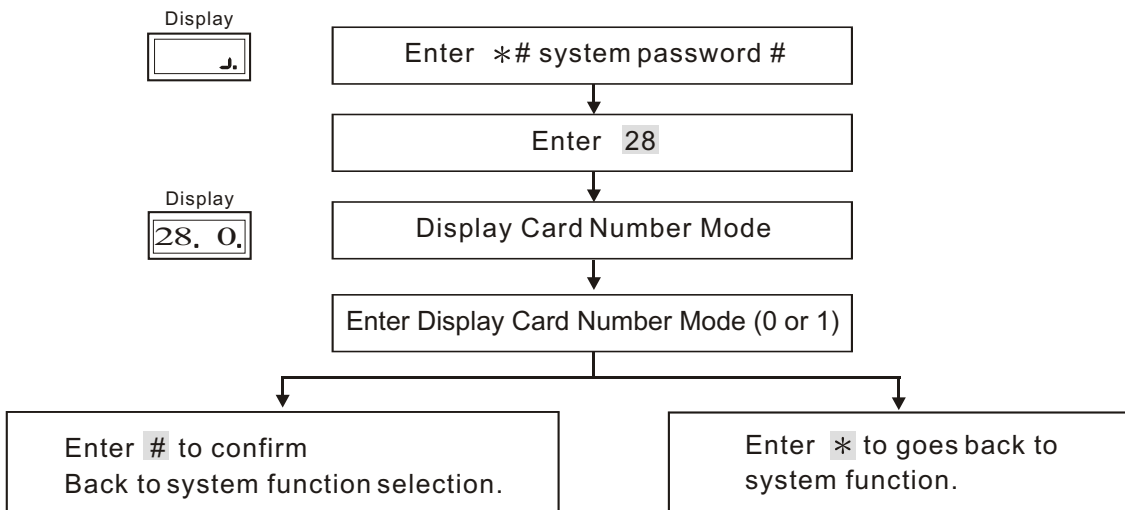 Display
Enter *# system password #
Enter 28
Display
28. 0.
Display Card Number Mode
Enter Display Card Number Mode (0 or 1)
Enter # to confirm
Back to system function selection.
Enter * to goes back to
system function.